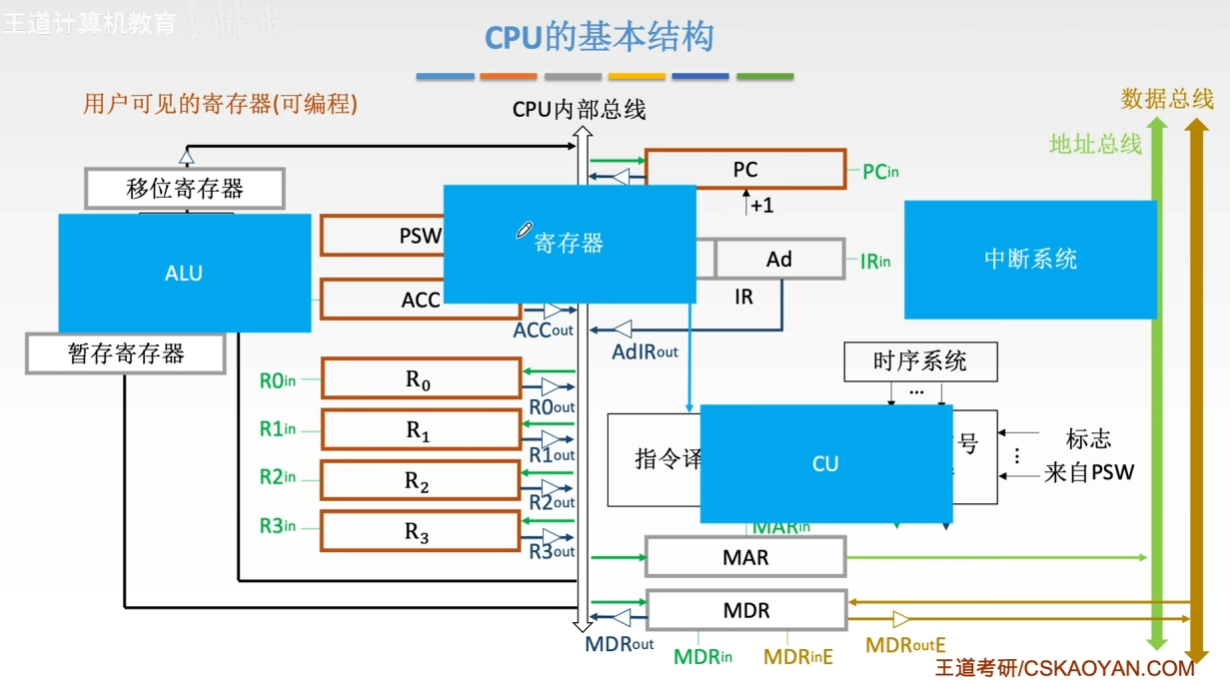 王道计算机教育
CPU的基本结构
用户可见的寄存器(可编程)
CPU内部总线
数据总线
地址总线
移位寄存器
PC
PCin
+1
PSW
寄存器
ALU
Ad
IRin
中断系统
ACC
IR
ACCout
AdIRout
暂存寄存器
时序系统
...
R0in
R0
R0out
R1in
R1
R1out
指令译
CU
号
标志
来自PSW
R2in
R2
R2out
R3in
R3
R3out
MARin
MAR
MDR
MDRout
MDRin
MDRinE
MDRoutE
王道考研/CSKAOYAN.COM